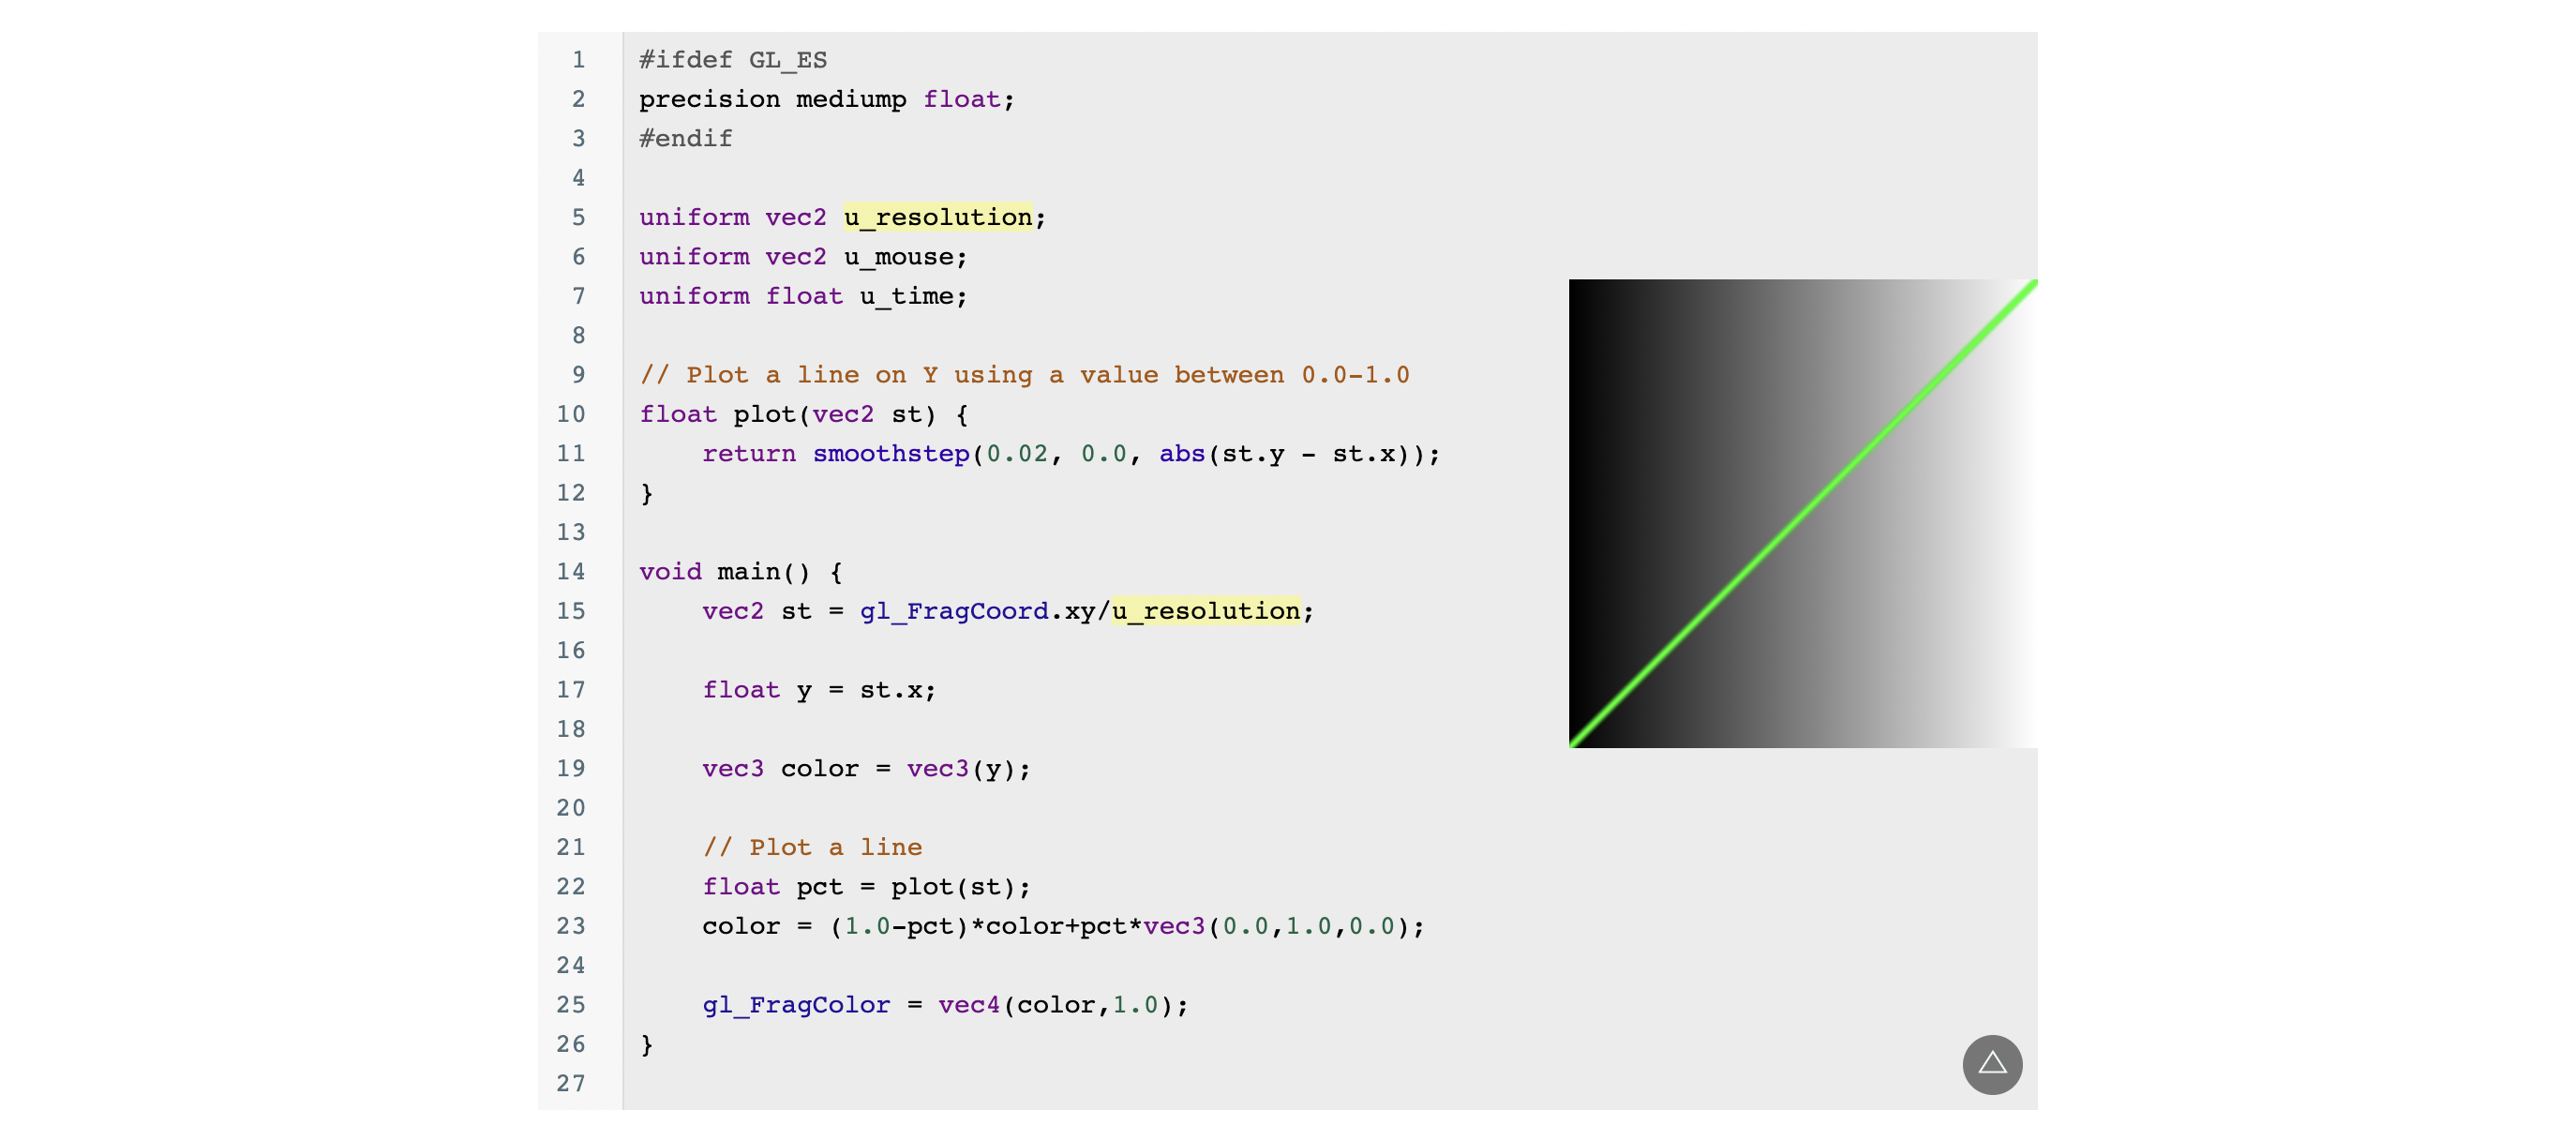 1 #ifdef GL_ES
2 precision mediump float;
3 #endif
4
5 uniform vec2 u_resolution;
6 uniform vec2 u_mouse;
7 uniform float u_time;
8
9 // Plot a line on Y using a value between 0.0-1.0
10 float plot(vec2 st) {
11     return smoothstep(0.02, 0.0, abs(st.y - st.x));
12 }
13
14 void main() {
15     vec2 st = gl_FragCoord.xy/u_resolution;
16
17     float y = st.x;
18
19     vec3 color = vec3(y);
20
21     // Plot a line
22     float pct = plot(st);
23     color = (1.0-pct)*color+pct*vec3(0.0,1.0,0.0);
24
25     gl_FragColor = vec4(color,1.0);
26 }
27